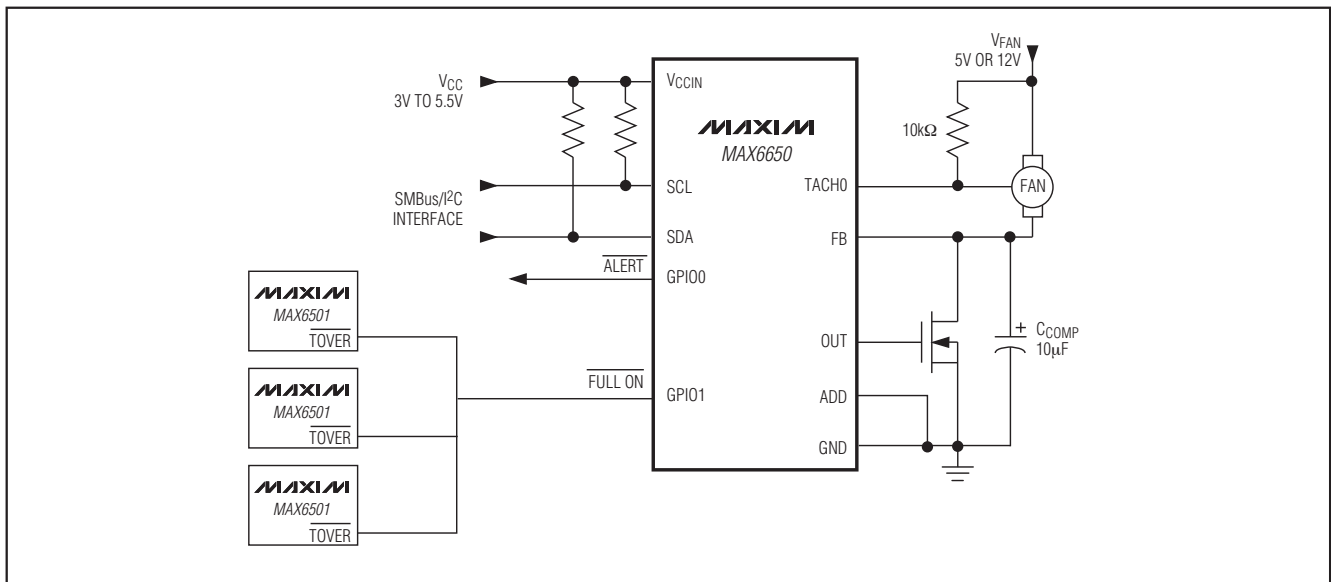 VCC
3V TO 5.5V
SMBus/I2C
INTERFACE
VCCIN
MAXIM
MAX6650
SCL
SDA
GPIO0
GPIO1
TACH0
FB
OUT
ADD
GND
ALERT
FULL ON
MAXIM
MAX6501
TOVER
MAXIM
MAX6501
TOVER
MAXIM
MAX6501
TOVER
VFAN
5V OR 12V
10kΩ
FAN
+
CCOMP
10μF